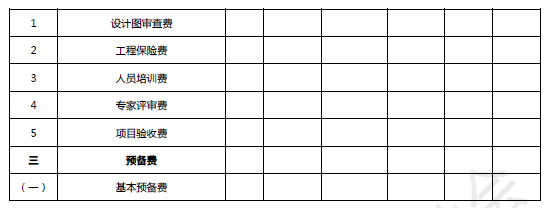 1 设计图审查费
2 工程保险费
3 人员培训费
4 专家评审费
5 项目验收费
三 预备费
（一） 基本预备费